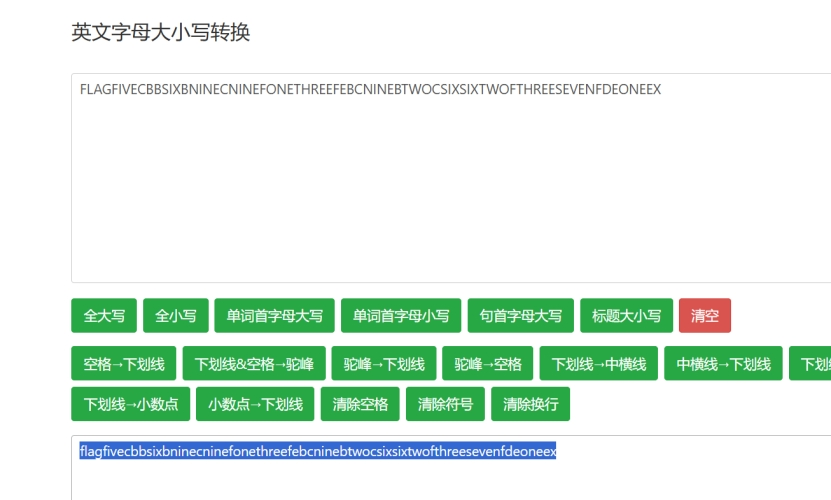 英文字母大小写转换
FLAGFIVECBBSIXBNINECNINEFONETHREEFEBCNINEBTWOCSIXSIXTWOFTHREESEVENFDEONEEX
全大写 全小写 单词首字母大写 单词首字母小写 句首字母大写 标题大小写 清空
空格→下划线 下划线&空格→驼峰 驼峰→下划线 驼峰→空格 下划线→中横线 中横线→下划线 下划
下划线→小数点 小数点→下划线 清除空格 清除符号 清除换行
flagfivecbbsixbninecninefonethreefebcninebtwocsixsixtwofthreesevenfdeoneex